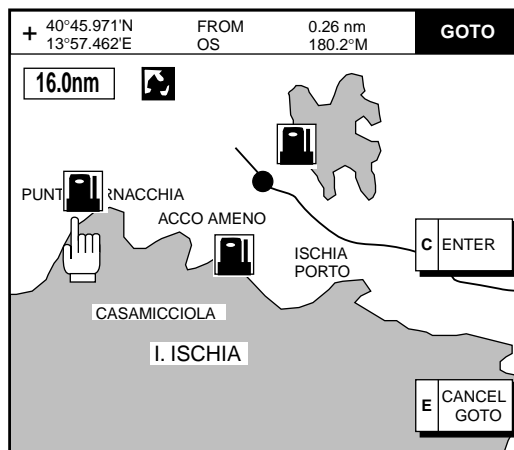 + 40°45.971'N FROM 0.26 nm GOTO
13°57.462'E OS 180.2°M
16.0nm
PUNT RNACCHIA
ACCO AMENO
ISCHIA
PORTO
C ENTER
CASAMICCIOLA
I. ISCHIA
E CANCEL
GOTO